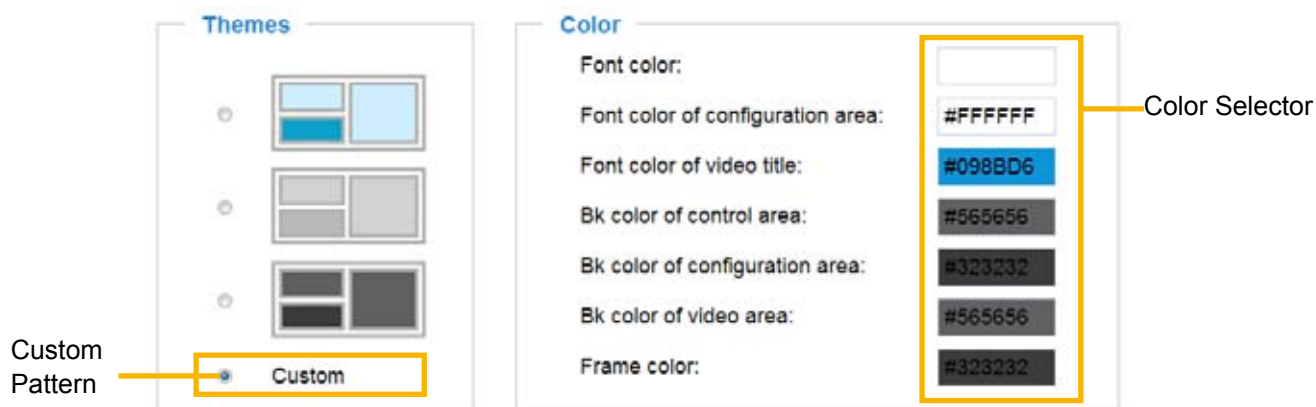 Themes
Custom
Custom
Pattern
Color
Font color:
Font color of configuration area: #FFFFFF
Font color of video title: #098BD6
Bk color of control area: #565656
Bk color of configuration area: #323232
Bk color of video area: #565656
Frame color: #323232
Color Selector